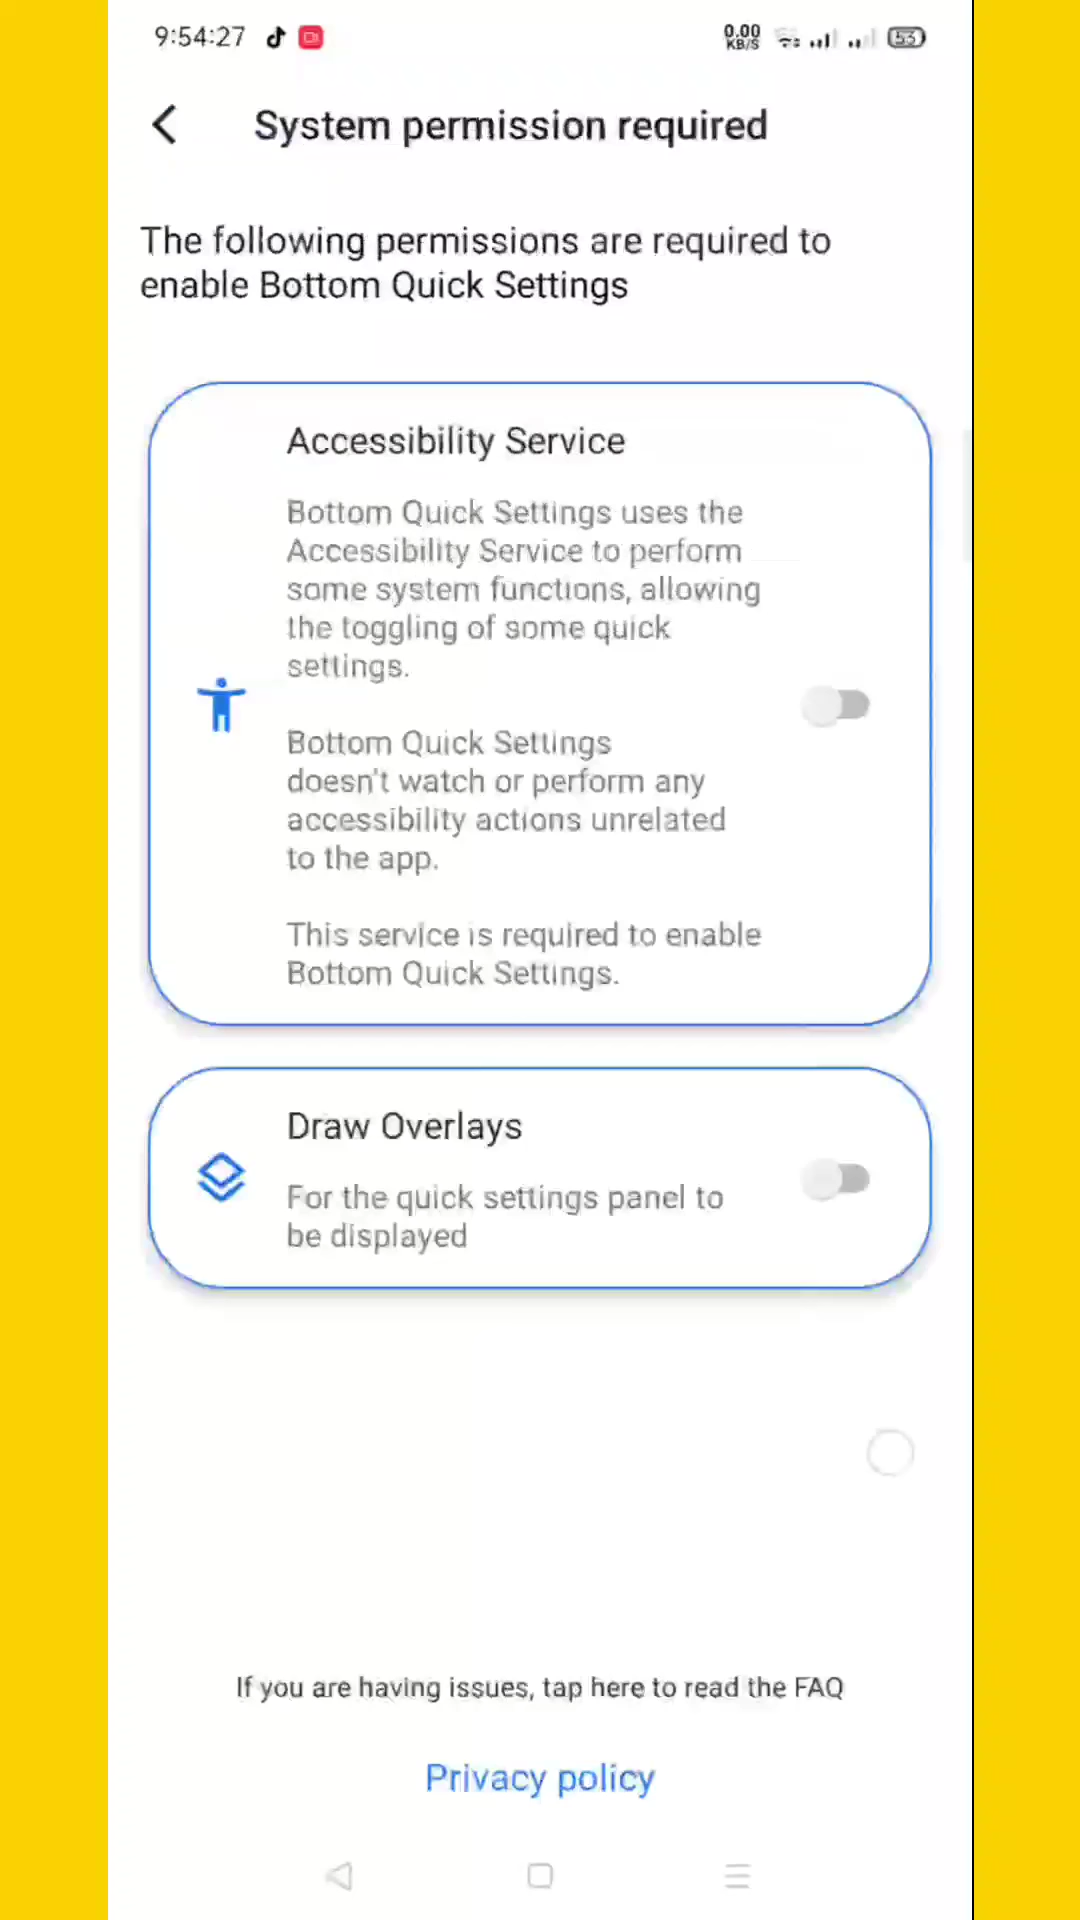 9:54:27
0.00
KB/S
53
System permission required
The following permissions are required to
enable Bottom Quick Settings
Accessibility Service
Bottom Quick Settings uses the
Accessibility Service to perform
some system functions, allowing
the toggling of some quick
settings.
Bottom Quick Settings
doesn't watch or perform any
accessibility actions unrelated
to the app.
This service is required to enable
Bottom Quick Settings.
Draw Overlays
For the quick settings panel to
be displayed
If you are having issues, tap here to read the FAQ
Privacy policy